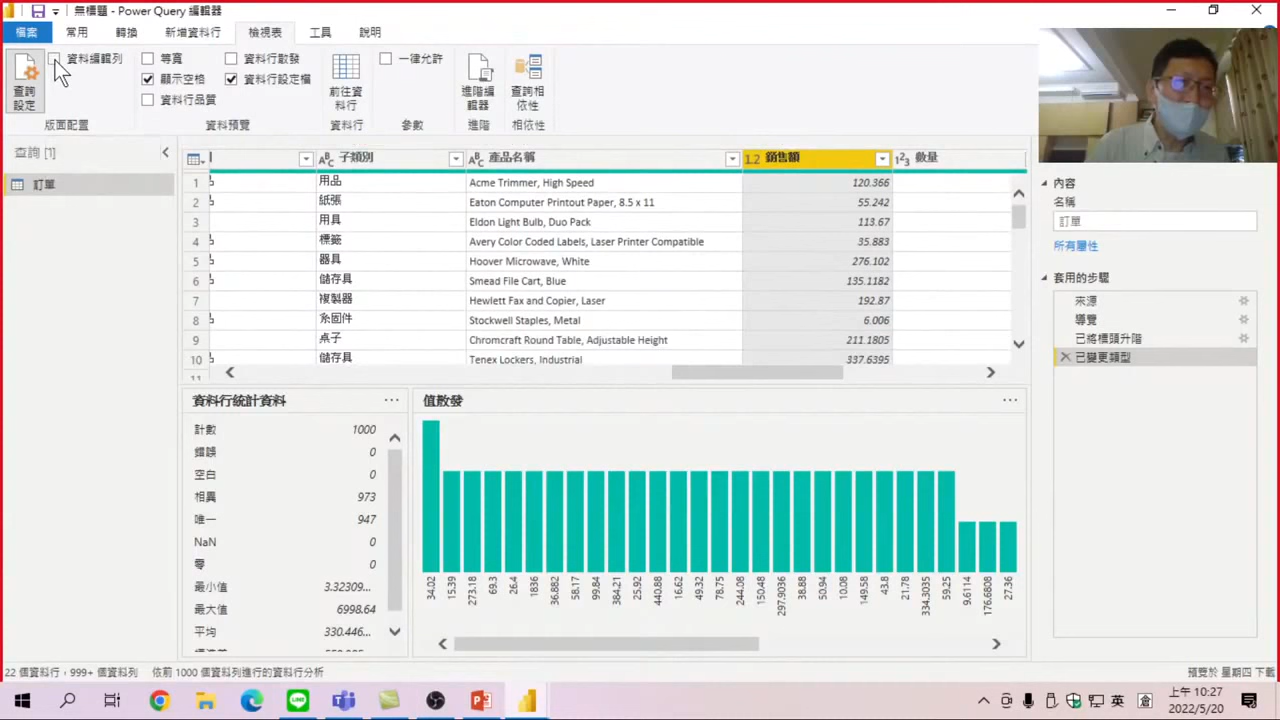 無標題 - Power Query 編輯器
檔案 常用 轉換 新增資料行 檢視表 工具 說明
查詢設定
資料編輯列
版面配置
等寬
顯示空格
資料行品質
資料行散發
資料行設定檔
資料預覽
前往資料行
資料行
一律允許
參數
進階編輯器
進階
查詢相依性
相依性
查詢 [1]
訂單
子類別 產品名稱 1.2 銷售額 數量
1 用品 Acme Trimmer, High Speed 120.366
2 紙張 Eaton Computer Printout Paper, 8.5 x 11 55.242
3 用具 Eldon Light Bulb, Duo Pack 113.67
4 標籤 Avery Color Coded Labels, Laser Printer Compatible 35.883
5 器具 Hoover Microwave, White 276.102
6 儲存具 Smead File Cart, Blue 135.1182
7 複製器 Hewlett Fax and Copier, Laser 192.87
8 系固件 Stockwell Staples, Metal 6.006
9 桌子 Chromcraft Round Table, Adjustable Height 211.1805
10 儲存具 Tenex Lockers, Industrial 337.6395
11
資料行統計資料
計數 1000
錯誤 0
空白 0
相異 973
唯一 947
NaN 0
零 0
最小值 3.32309...
最大值 6998.64
平均 330.446...
值散發
34.02 15.39 273.18 69.3 26.4 1836 36.882 58.17 99.84 384.21 25.92 440.88 16.62 49.32 78.75 244.08 150.48 297.9036 38.88 50.94 10.08 149.58 43.8 21.78 334.3035 59.25 9.6114 176.6808 27.36
內容
名稱
訂單
所有屬性
套用的步驟
來源
導覽
已將標頭升階
已變更類型
22 個資料行，999+ 個資料列 依前 1000 個資料列進行的資料行分析
預覽於 星期四 下載
英 倉
上午 10:27
2022/5/20